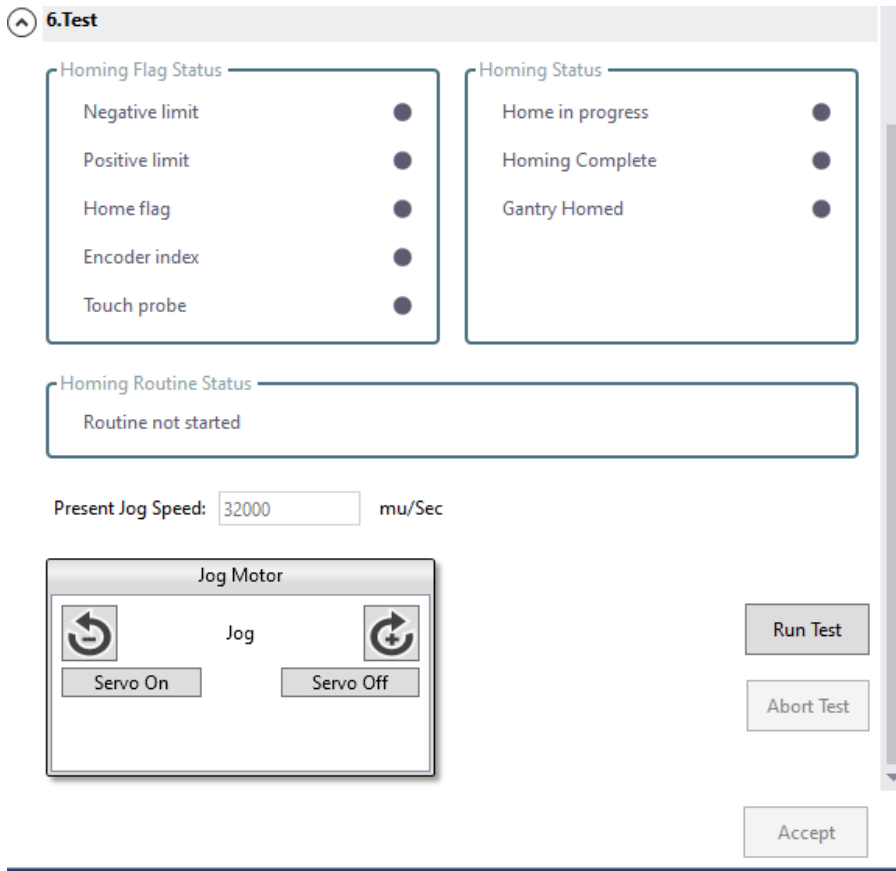 6.Test
Homing Flag Status
Negative limit
Positive limit
Home flag
Encoder index
Touch probe
Homing Status
Home in progress
Homing Complete
Gantry Homed
Homing Routine Status
Routine not started
Present Jog Speed: 32000 mu/Sec
Jog Motor
Jog
Servo On Servo Off
Run Test
Abort Test
Accept